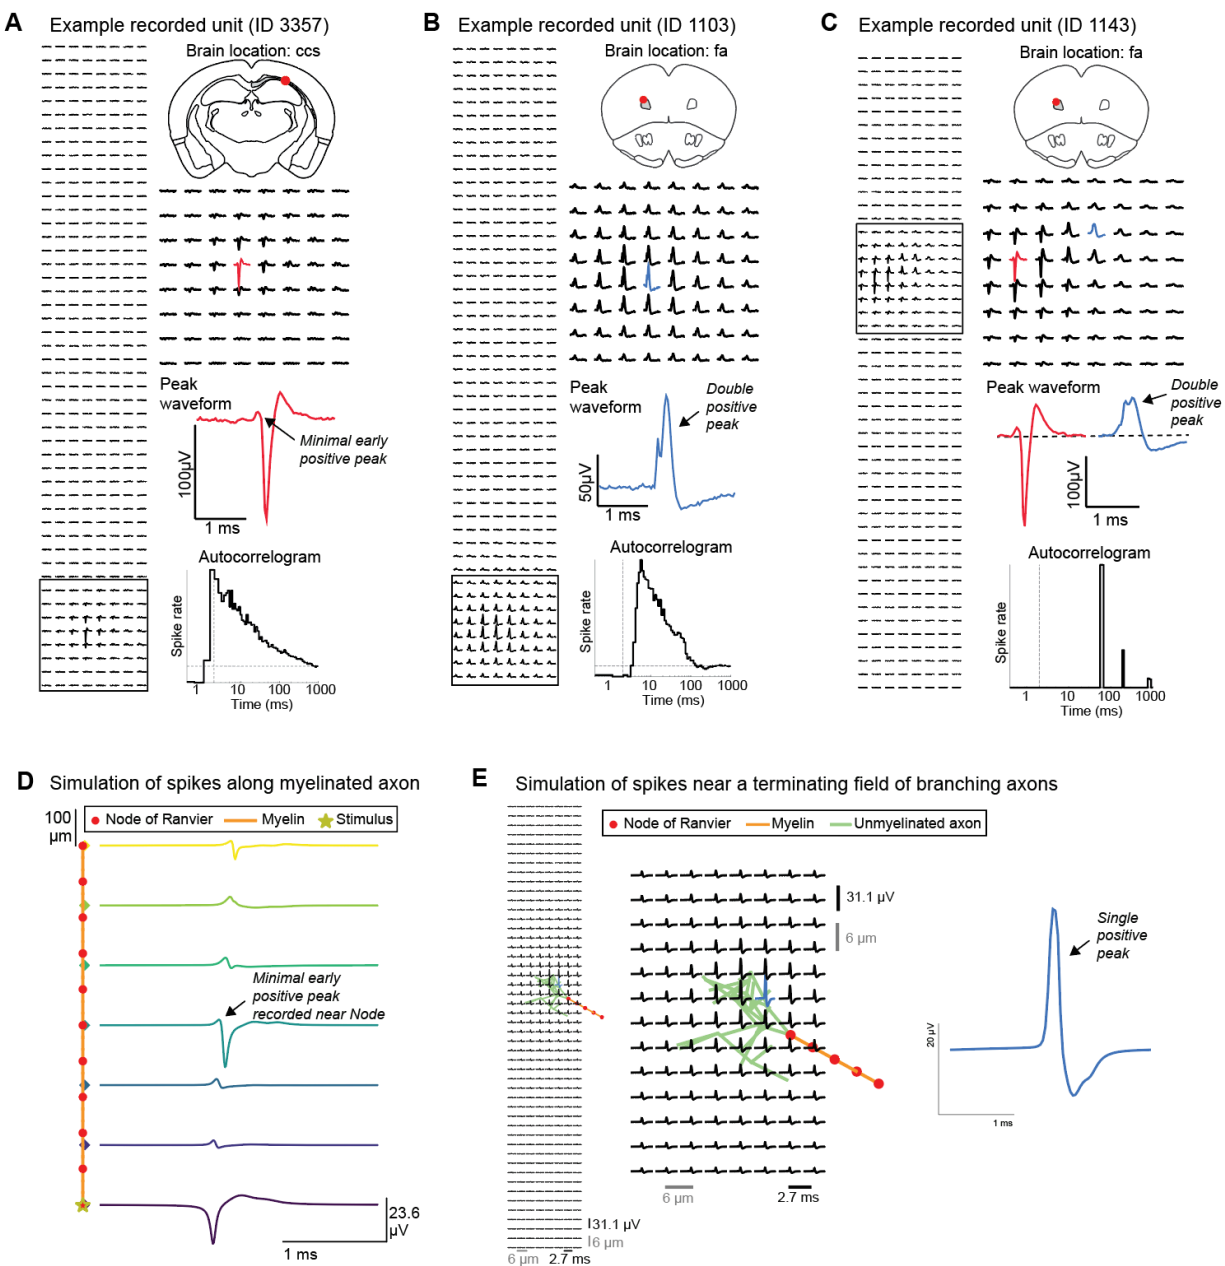 A Example recorded unit (ID 3357)
Brain location: ccs
Peak
waveform
Minimal early
positive peak
100µV
1 ms
Autocorrelogram
Spike rate
1 10 100 1000
Time (ms)
B Example recorded unit (ID 1103)
Brain location: fa
Peak
waveform
Double
positive
peak
50µV
1 ms
Autocorrelogram
Spike rate
1 10 100 1000
Time (ms)
C Example recorded unit (ID 1143)
Brain location: fa
Peak waveform
Double
positive
peak
100µV
1 ms
Autocorrelogram
Spike rate
1 10 100 1000
Time (ms)
D Simulation of spikes along myelinated axon
100
µm
Node of Ranvier Myelin Stimulus
Minimal early
positive peak
recorded near Node
23.6
µV
1 ms
E Simulation of spikes near a terminating field of branching axons
Node of Ranvier Myelin Unmyelinated axon
31.1 µV
6 µm
Single
positive
peak
20 µV
1 ms
6 µm 2.7 ms
31.1 µV
6 µm
6 µm 2.7 ms